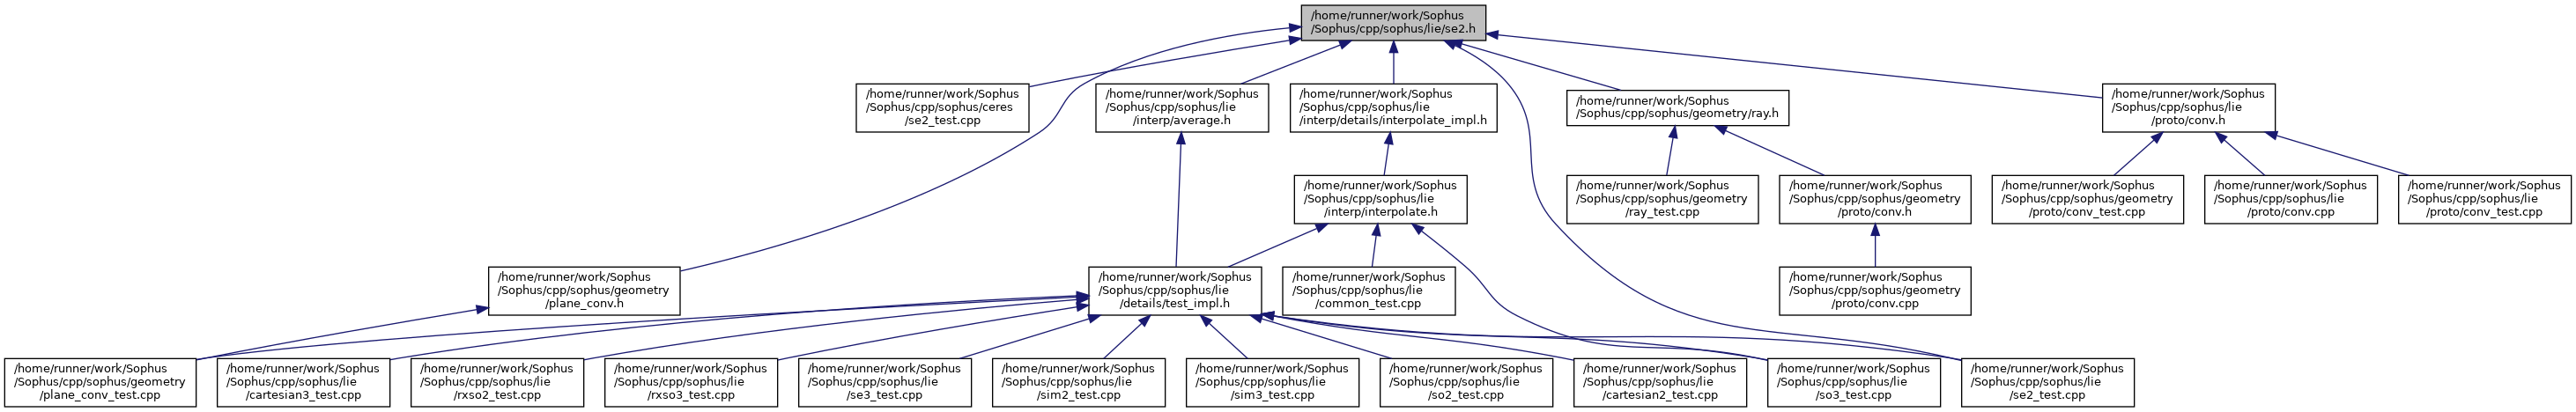 /home/runner/work/Sophus
/Sophus/cpp/sophus/lie/se2.h
/home/runner/work/Sophus
/Sophus/cpp/sophus/ceres
/se2_test.cpp
/home/runner/work/Sophus
/Sophus/cpp/sophus/lie
/interp/average.h
/home/runner/work/Sophus
/Sophus/cpp/sophus/lie
/interp/details/interpolate_impl.h
/home/runner/work/Sophus
/Sophus/cpp/sophus/geometry/ray.h
/home/runner/work/Sophus
/Sophus/cpp/sophus/lie
/proto/conv.h
/home/runner/work/Sophus
/Sophus/cpp/sophus/lie
/interp/interpolate.h
/home/runner/work/Sophus
/Sophus/cpp/sophus/geometry
/ray_test.cpp
/home/runner/work/Sophus
/Sophus/cpp/sophus/geometry
/proto/conv.h
/home/runner/work/Sophus
/Sophus/cpp/sophus/geometry
/proto/conv_test.cpp
/home/runner/work/Sophus
/Sophus/cpp/sophus/lie
/proto/conv.cpp
/home/runner/work/Sophus
/Sophus/cpp/sophus/lie
/proto/conv_test.cpp
/home/runner/work/Sophus
/Sophus/cpp/sophus/geometry
/plane_conv.h
/home/runner/work/Sophus
/Sophus/cpp/sophus/lie
/details/test_impl.h
/home/runner/work/Sophus
/Sophus/cpp/sophus/lie
/common_test.cpp
/home/runner/work/Sophus
/Sophus/cpp/sophus/geometry
/proto/conv.cpp
/home/runner/work/Sophus
/Sophus/cpp/sophus/geometry
/plane_conv_test.cpp
/home/runner/work/Sophus
/Sophus/cpp/sophus/lie
/cartesian3_test.cpp
/home/runner/work/Sophus
/Sophus/cpp/sophus/lie
/rxso2_test.cpp
/home/runner/work/Sophus
/Sophus/cpp/sophus/lie
/rxso3_test.cpp
/home/runner/work/Sophus
/Sophus/cpp/sophus/lie
/se3_test.cpp
/home/runner/work/Sophus
/Sophus/cpp/sophus/lie
/sim2_test.cpp
/home/runner/work/Sophus
/Sophus/cpp/sophus/lie
/sim3_test.cpp
/home/runner/work/Sophus
/Sophus/cpp/sophus/lie
/so2_test.cpp
/home/runner/work/Sophus
/Sophus/cpp/sophus/lie
/cartesian2_test.cpp
/home/runner/work/Sophus
/Sophus/cpp/sophus/lie
/so3_test.cpp
/home/runner/work/Sophus
/Sophus/cpp/sophus/lie
/se2_test.cpp